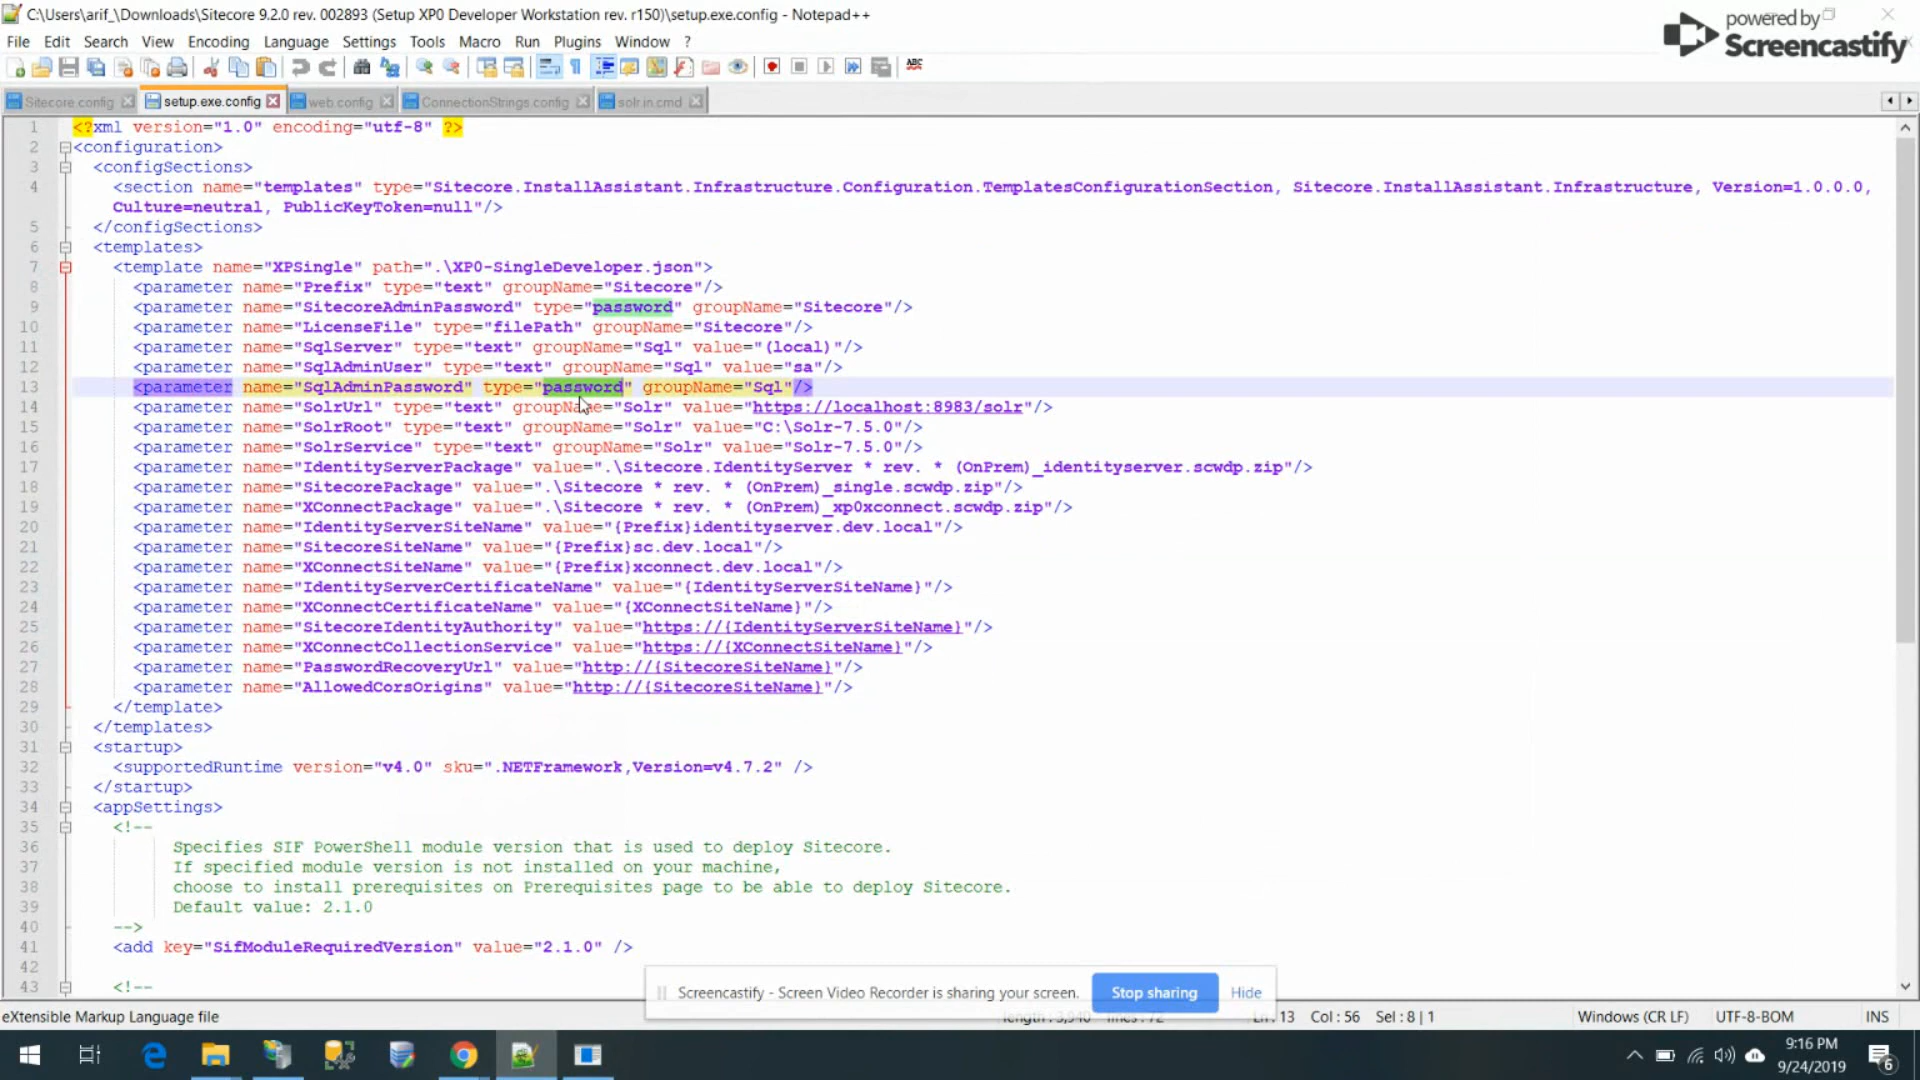 C:\Users\arif_\Downloads\Sitecore 9.2.0 rev. 002893 (Setup XP0 Developer Workstation rev. r150)\setup.exe.config - Notepad++
powered by
Screencastify
File Edit Search View Encoding Language Settings Tools Macro Run Plugins Window ?
ABC
Sitecore.config setup.exe.config web.config ConnectionStrings.config solr.in.cmd
1 <?xml version="1.0" encoding="utf-8" ?>
2 <configuration>
3 <configSections>
4 <section name="templates" type="Sitecore.InstallAssistant.Infrastructure.Configuration.TemplatesConfigurationSection, Sitecore.InstallAssistant.Infrastructure, Version=1.0.0.0,
Culture=neutral, PublicKeyToken=null"/>
5 </configSections>
6 <templates>
7 <template name="XPSingle" path=".\XP0-SingleDeveloper.json">
8 <parameter name="Prefix" type="text" groupName="Sitecore"/>
9 <parameter name="SitecoreAdminPassword" type="password" groupName="Sitecore"/>
10 <parameter name="LicenseFile" type="filePath" groupName="Sitecore"/>
11 <parameter name="SqlServer" type="text" groupName="Sql" value="(local)"/>
12 <parameter name="SqlAdminUser" type="text" groupName="Sql" value="sa"/>
13 <parameter name="SqlAdminPassword" type="password" groupName="Sql"/>
14 <parameter name="SolrUrl" type="text" groupName="Solr" value="https://localhost:8983/solr"/>
15 <parameter name="SolrRoot" type="text" groupName="Solr" value="C:\Solr-7.5.0"/>
16 <parameter name="SolrService" type="text" groupName="Solr" value="Solr-7.5.0"/>
17 <parameter name="IdentityServerPackage" value=".\Sitecore.IdentityServer * rev. * (OnPrem)_identityserver.scwdp.zip"/>
18 <parameter name="SitecorePackage" value=".\Sitecore * rev. * (OnPrem)_single.scwdp.zip"/>
19 <parameter name="XConnectPackage" value=".\Sitecore * rev. * (OnPrem)_xp0xconnect.scwdp.zip"/>
20 <parameter name="IdentityServerSiteName" value="{Prefix}identityserver.dev.local"/>
21 <parameter name="SitecoreSiteName" value="{Prefix}sc.dev.local"/>
22 <parameter name="XConnectSiteName" value="{Prefix}xconnect.dev.local"/>
23 <parameter name="IdentityServerCertificateName" value="{IdentityServerSiteName}"/>
24 <parameter name="XConnectCertificateName" value="{XConnectSiteName}"/>
25 <parameter name="SitecoreIdentityAuthority" value="https://{IdentityServerSiteName}"/>
26 <parameter name="XConnectCollectionService" value="https://{XConnectSiteName}"/>
27 <parameter name="PasswordRecoveryUrl" value="http://{SitecoreSiteName}"/>
28 <parameter name="AllowedCorsOrigins" value="http://{SitecoreSiteName}"/>
29 </template>
30 </templates>
31 <startup>
32 <supportedRuntime version="v4.0" sku=".NETFramework,Version=v4.7.2" />
33 </startup>
34 <appSettings>
35 <!--
36 Specifies SIF PowerShell module version that is used to deploy Sitecore.
37 If specified module version is not installed on your machine,
38 choose to install prerequisites on Prerequisites page to be able to deploy Sitecore.
39 Default value: 2.1.0
40 -->
41 <add key="SifModuleRequiredVersion" value="2.1.0" />
42
43 <!--
Screencastify - Screen Video Recorder is sharing your screen. Stop sharing Hide
eXtensible Markup Language file Ln : 13 Col : 56 Sel : 8 | 1 Windows (CR LF) UTF-8-BOM INS
9:16 PM
9/24/2019
6